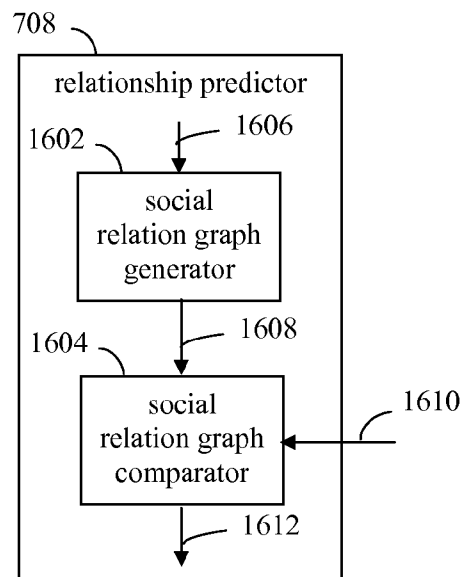 708
relationship predictor
1606
1602
social
relation graph
generator
1608
1604
social
relation graph
comparator
1610
1612